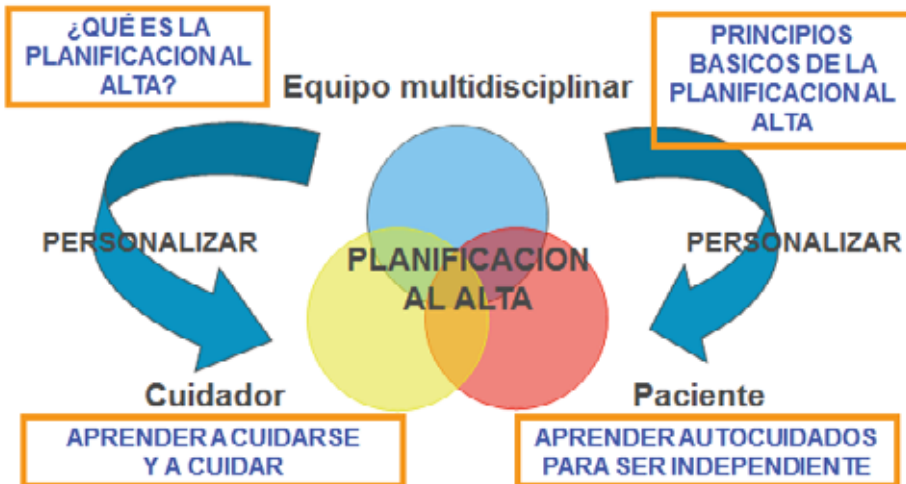 ¿QUÉ ES LA
PLANIFICACION AL
ALTA?
Equipo multidisciplinar
PRINCIPIOS
BASICOS DE LA
PLANIFICACION AL
ALTA
PERSONALIZAR
PLANIFICACION
AL ALTA
PERSONALIZAR
Cuidador
Paciente
APRENDER A CUIDARSE
Y A CUIDAR
APRENDER AUTOCUIDADOS
PARA SER INDEPENDIENTE